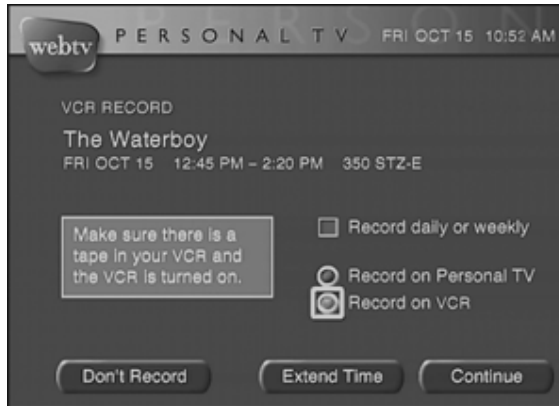 PERSON
webtv
PERSONAL TV FRI OCT 15 10:52 AM
VCR RECORD
The Waterboy
FRI OCT 15 12:45 PM – 2:20 PM 350 STZ-E
Make sure there is a
tape in your VCR and
the VCR is turned on.
Record daily or weekly
Record on Personal TV
Record on VCR
Don't Record Extend Time Continue